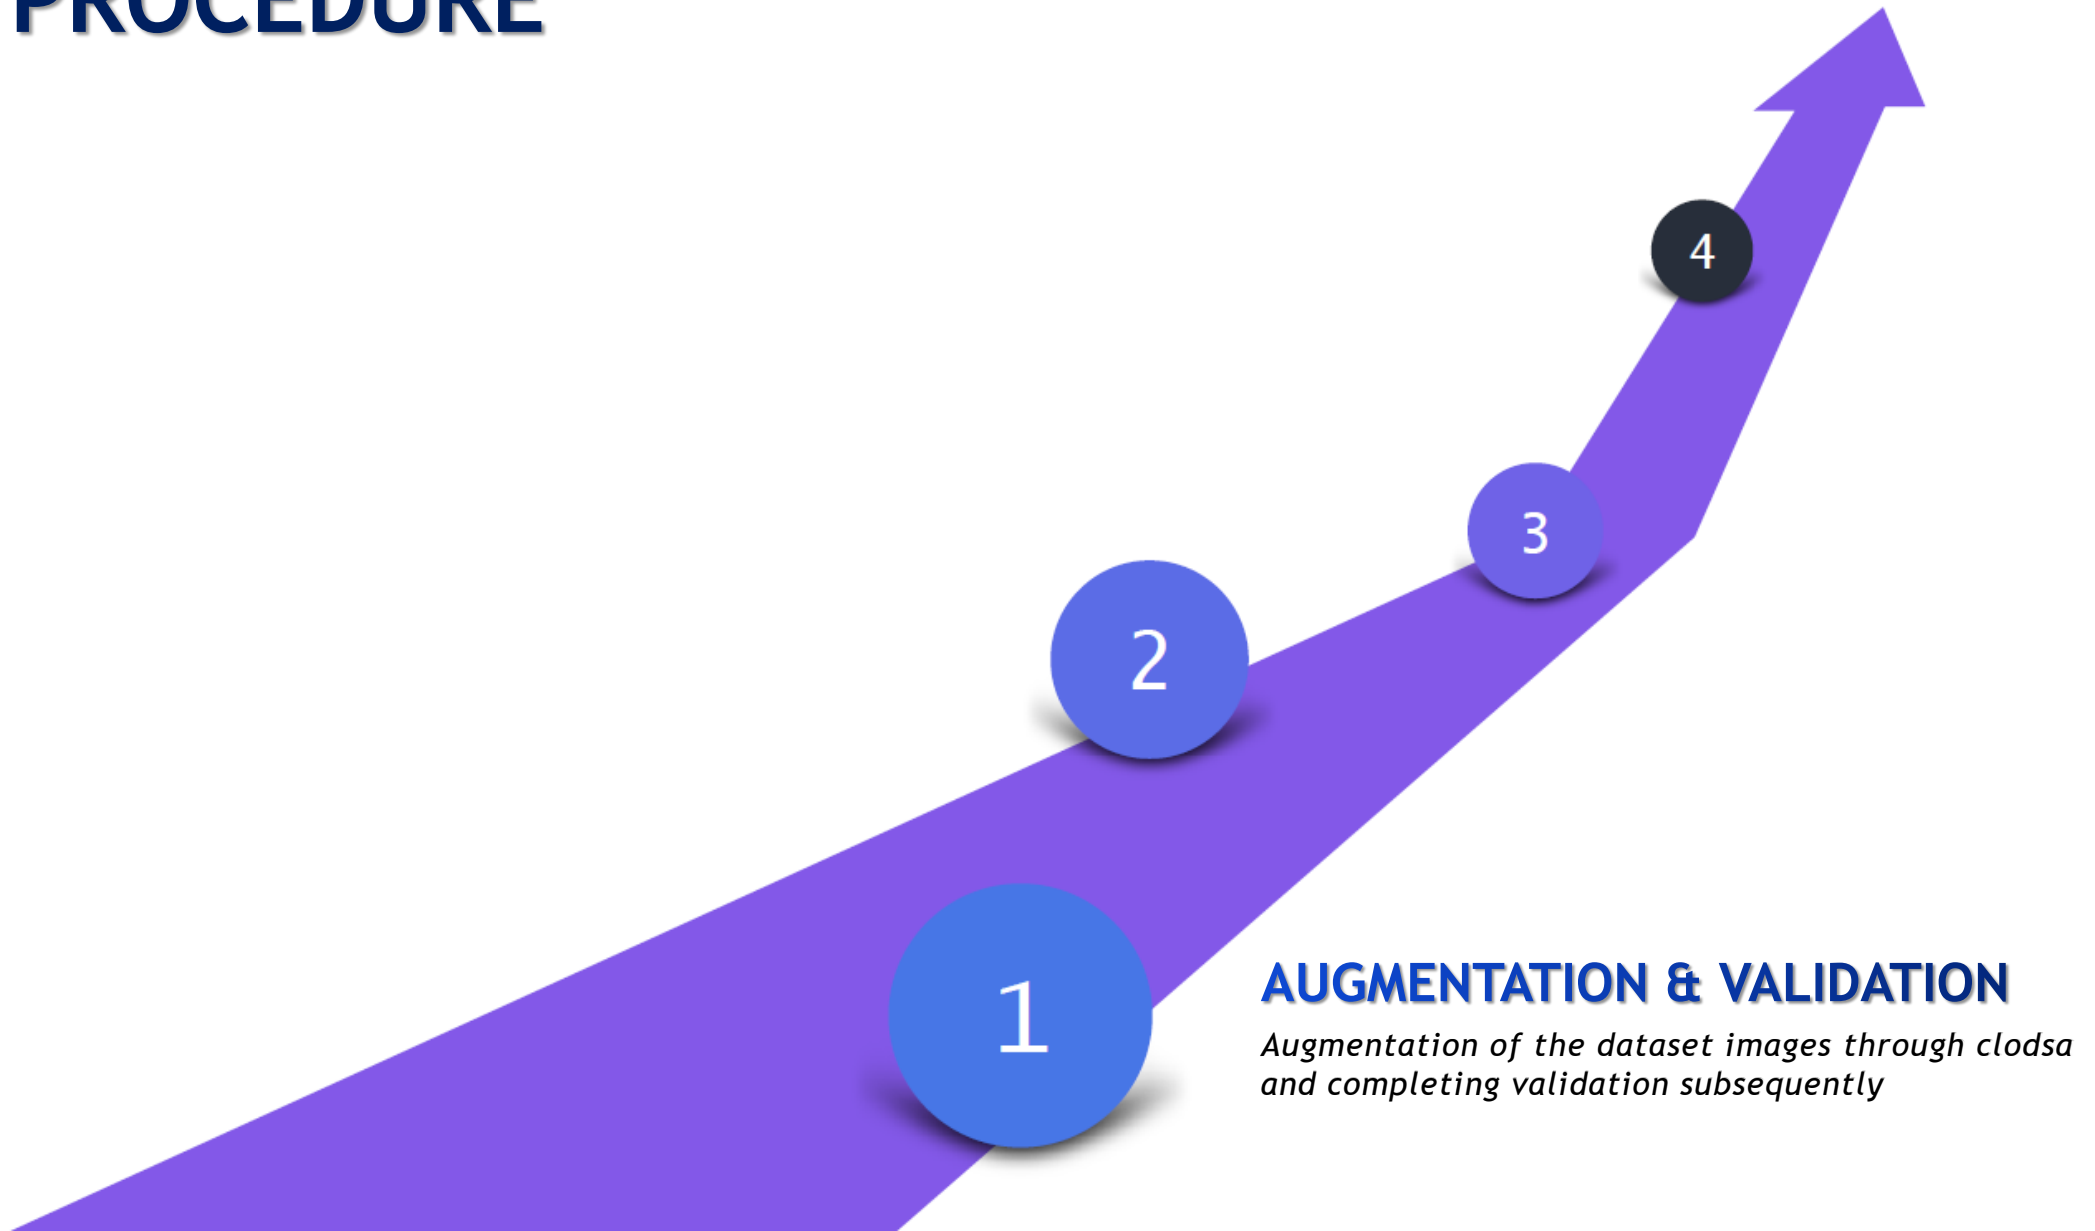 PROCEDURE
4
3
2
1
AUGMENTATION & VALIDATION
Augmentation of the dataset images through clodsa
and completing validation subsequently